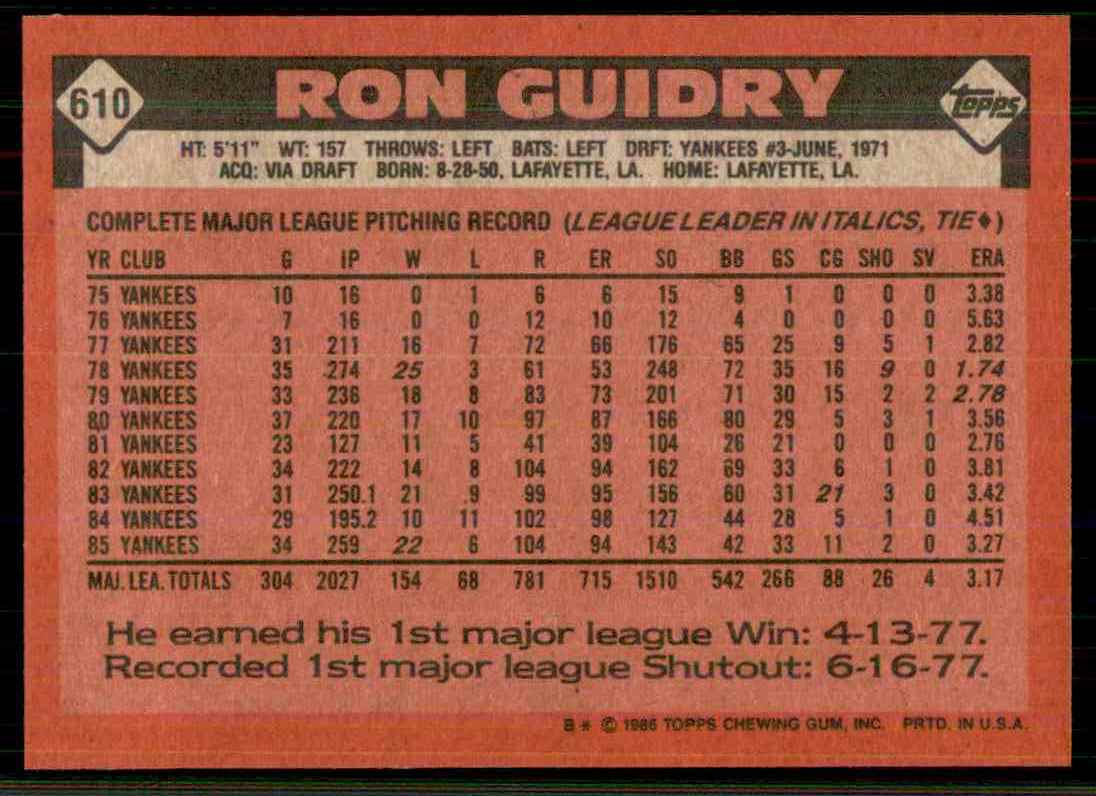 610 RON GUIDRY TOPPS
HT: 5'11" WT: 157 THROWS: LEFT BATS: LEFT DRFT: YANKEES #3-JUNE, 1971
ACQ: VIA DRAFT BORN: 8-28-50, LAFAYETTE, LA. HOME: LAFAYETTE, LA.
COMPLETE MAJOR LEAGUE PITCHING RECORD (LEAGUE LEADER IN ITALICS, TIE♦)
YR CLUB G IP W L R ER SO BB GS CG SHO SV ERA
75 YANKEES 10 16 0 1 6 6 15 9 1 0 0 0 3.38
76 YANKEES 7 16 0 0 12 10 12 4 0 0 0 0 5.63
77 YANKEES 31 211 16 7 72 66 176 65 25 9 5 1 2.82
78 YANKEES 35 274 25 3 61 53 248 72 35 16 9 0 1.74
79 YANKEES 33 236 18 8 83 73 201 71 30 15 2 2 2.78
80 YANKEES 37 220 17 10 97 87 166 80 29 5 3 1 3.56
81 YANKEES 23 127 11 5 41 39 104 26 21 0 0 0 2.76
82 YANKEES 34 222 14 8 104 94 162 69 33 6 1 0 3.81
83 YANKEES 31 250.1 21 9 99 95 156 60 31 21 3 0 3.42
84 YANKEES 29 195.2 10 11 102 98 127 44 28 5 1 0 4.51
85 YANKEES 34 259 22 6 104 94 143 42 33 11 2 0 3.27
MAJ. LEA. TOTALS 304 2027 154 68 781 715 1510 542 266 88 26 4 3.17
He earned his 1st major league Win: 4-13-77.
Recorded 1st major league Shutout: 6-16-77.
B * © 1986 TOPPS CHEWING GUM, INC. PRTD. IN U.S.A.